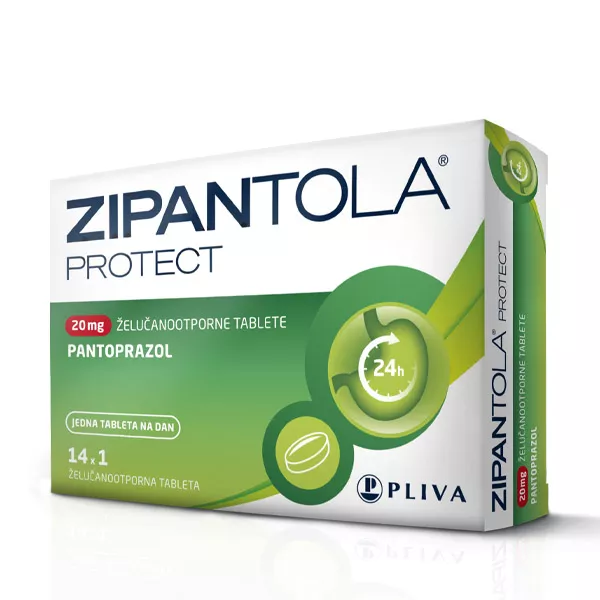 ZIPANTOLA®
PROTECT
20 mg ŽELUČANOOTPORNE TABLETE
PANTOPRAZOL
JEDNA TABLETA NA DAN
14 x 1
ŽELUČANOOTPORNA TABLETA
24h
PLIVA
ZIPANTOLA® PROTECT
20 mg ŽELUČANOOTPORNE TABLETE
PANTOPRAZOL